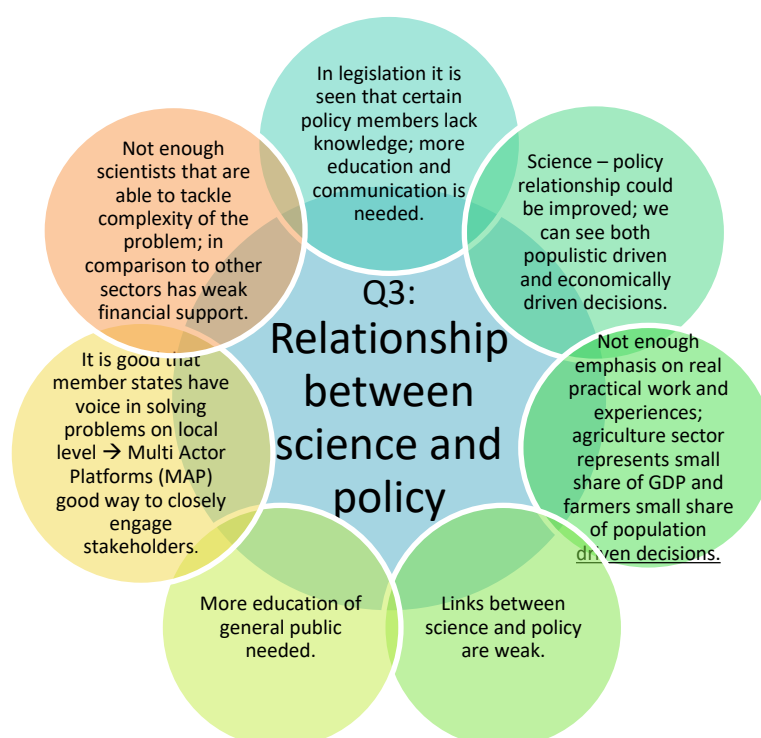 In legislation it is
seen that certain
policy members lack
knowledge; more
education and
communication is
needed.
Science – policy
relationship could
be improved; we
can see both
populistic driven
and economically
driven decisions.
Not enough
emphasis on real
practical work and
experiences;
agriculture sector
represents small
share of GDP and
farmers small share
of population
driven decisions.
Links between
science and policy
are weak.
More education of
general public
needed.
It is good that
member states have
voice in solving
problems on local
level → Multi Actor
Platforms (MAP)
good way to closely
engage
stakeholders.
Not enough
scientists that are
able to tackle
complexity of the
problem; in
comparison to other
sectors has weak
financial support.
Q3:
Relationship
between
science and
policy